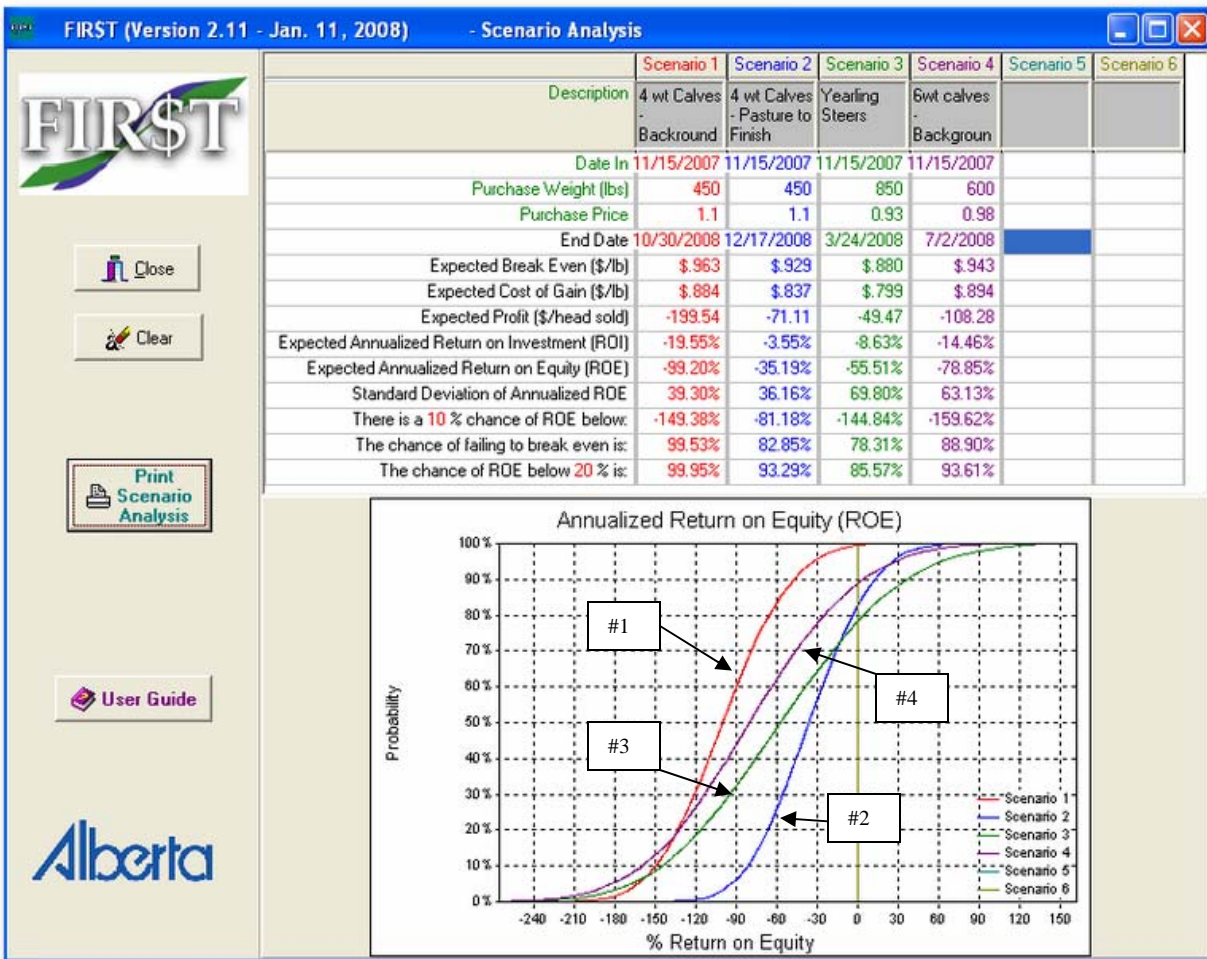 FIR$T (Version 2.11 - Jan. 11, 2008) - Scenario Analysis
FIR$T
Close
Clear
Print
Scenario
Analysis
User Guide
Alberta
Scenario 1 Scenario 2 Scenario 3 Scenario 4 Scenario 5 Scenario 6
Description 4 wt Calves - Backround 4 wt Calves - Pasture to Finish Yearling Steers 6wt calves - Backgroun
Date In 11/15/2007 11/15/2007 11/15/2007 11/15/2007
Purchase Weight (lbs) 450 450 850 600
Purchase Price 1.1 1.1 0.93 0.98
End Date 10/30/2008 12/17/2008 3/24/2008 7/2/2008
Expected Break Even ($/lb) $.963 $.929 $.880 $.943
Expected Cost of Gain ($/lb) $.884 $.837 $.799 $.894
Expected Profit ($/head sold) -199.54 -71.11 -49.47 -108.28
Expected Annualized Return on Investment (ROI) -19.55% -3.55% -8.63% -14.46%
Expected Annualized Return on Equity (ROE) -99.20% -35.19% -55.51% -78.85%
Standard Deviation of Annualized ROE 39.30% 36.16% 69.80% 63.13%
There is a 10 % chance of ROE below: -149.38% -81.18% -144.84% -159.62%
The chance of failing to break even is: 99.53% 82.85% 78.31% 88.90%
The chance of ROE below 20 % is: 99.95% 93.29% 85.57% 93.61%
Annualized Return on Equity (ROE)
Probability
100%
90%
80%
70%
60%
50%
40%
30%
20%
10%
0%
#1
#4
#3
#2
Scenario 1
Scenario 2
Scenario 3
Scenario 4
Scenario 5
Scenario 6
-240 -210 -180 -150 -120 -90 -60 -30 0 30 60 90 120 150
% Return on Equity